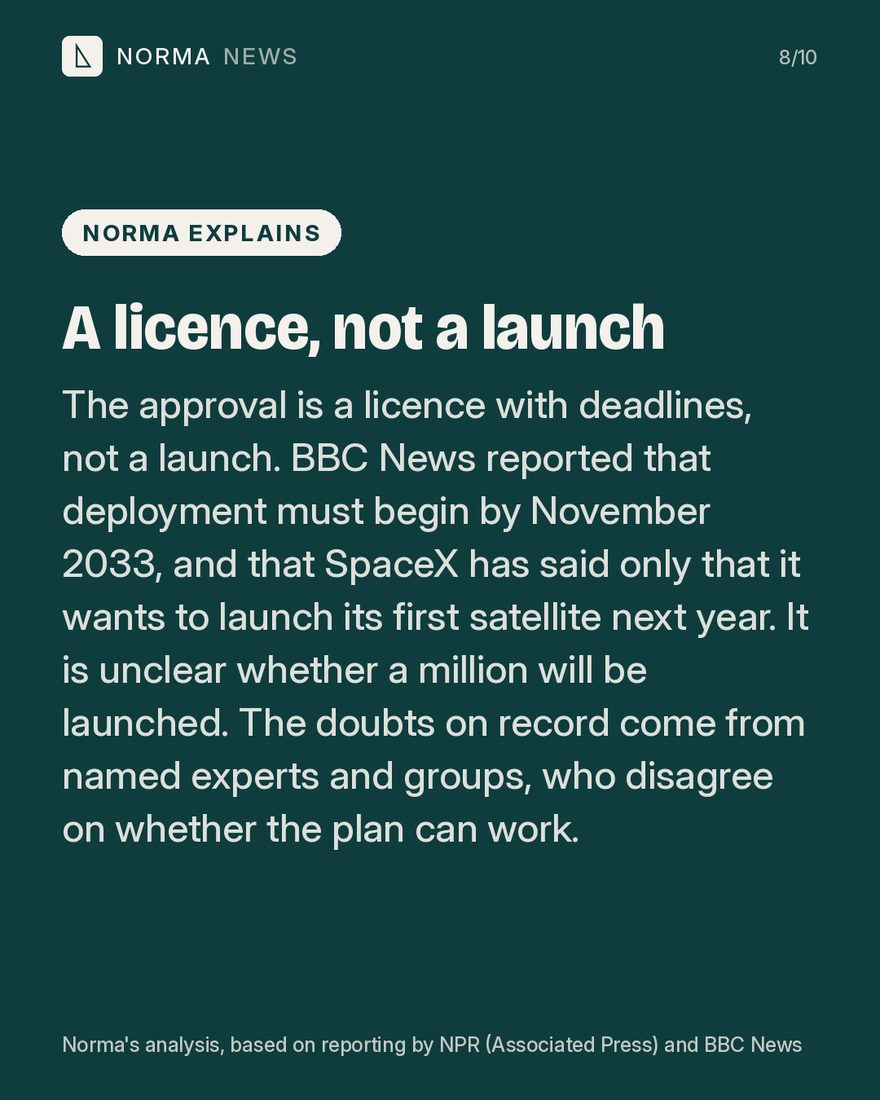 NORMA NEWS
8/10
NORMA EXPLAINS
A licence, not a launch
The approval is a licence with deadlines,
not a launch. BBC News reported that
deployment must begin by November
2033, and that SpaceX has said only that it
wants to launch its first satellite next year. It
is unclear whether a million will be
launched. The doubts on record come from
named experts and groups, who disagree
on whether the plan can work.
Norma's analysis, based on reporting by NPR (Associated Press) and BBC News